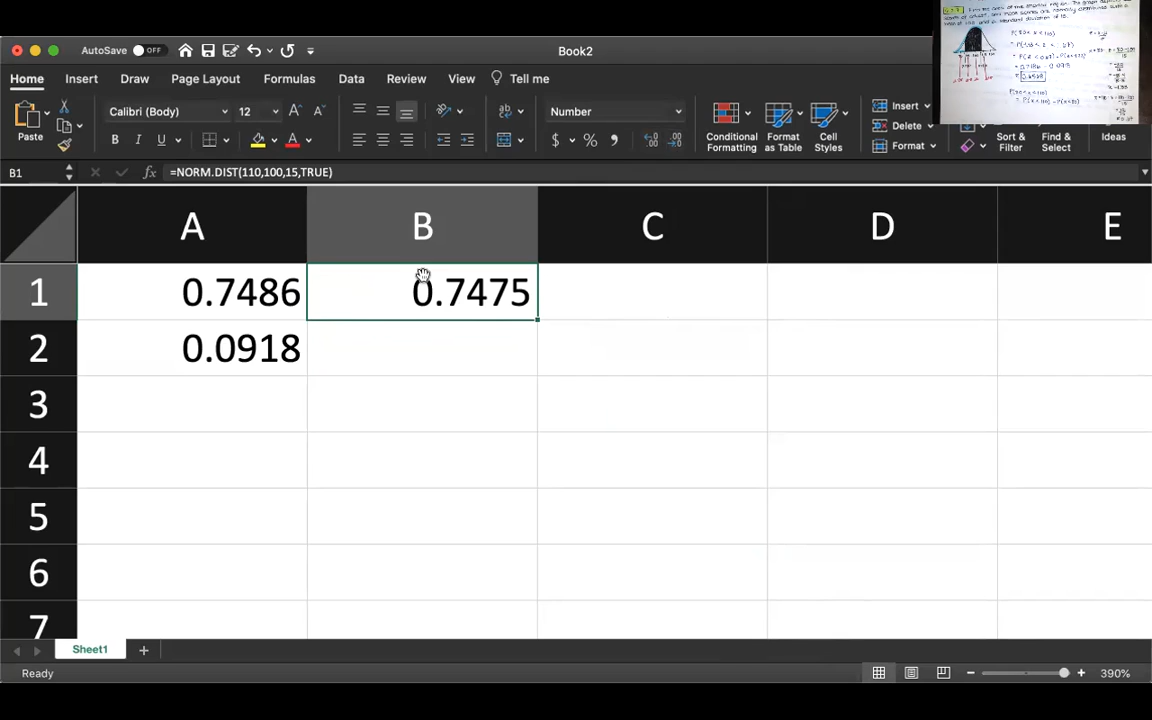 AutoSave OFF
Book2
Home Insert Draw Page Layout Formulas Data Review View Tell me
Paste
Calibri (Body) 12
B I U
Number
$ % ,
Conditional Formatting
Format as Table
Cell Styles
Insert
Delete
Format
Sort & Filter
Find & Select
Ideas
B1 fx =NORM.DIST(110,100,15,TRUE)
A B C D E
1 0.7486 0.7475
2 0.0918
3
4
5
6
7
Sheet1
Ready 390%